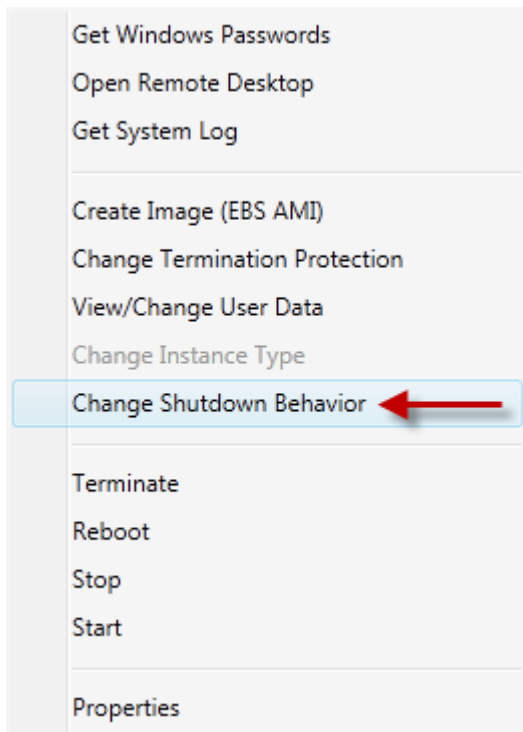 Get Windows Passwords
Open Remote Desktop
Get System Log
Create Image (EBS AMI)
Change Termination Protection
View/Change User Data
Change Instance Type
Change Shutdown Behavior
Terminate
Reboot
Stop
Start
Properties